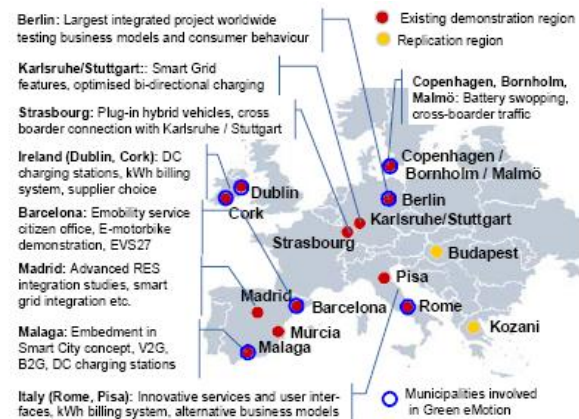 Berlin: Largest integrated project worldwide
testing business models and consumer behaviour
Karlsruhe/Stuttgart:: Smart Grid
features, optimised bi-directional charging
Strasbourg: Plug-in hybrid vehicles, cross
boarder connection with Karlsruhe / Stuttgart
Ireland (Dublin, Cork): DC
charging stations, kWh billing
system, supplier choice
Barcelona: Emobility service
citizen office, E-motorbike
demonstration, EVS27
Madrid: Advanced RES
integration studies, smart
grid integration etc.
Malaga: Embedment in
Smart City concept, V2G,
B2G, DC charging stations
Italy (Rome, Pisa): Innovative services and user inter-
faces, kWh billing system, alternative business models
Existing demonstration region
Replication region
Copenhagen, Bornholm,
Malmö: Battery swopping,
cross-boarder traffic
Copenhagen /
Bornholm / Malmö
Dublin
Cork
Berlin
Karlsruhe/Stuttgart
Strasbourg
Budapest
Pisa
Madrid
Barcelona
Rome
Murcia
Kozani
Malaga
Municipalities involved
in Green eMotion